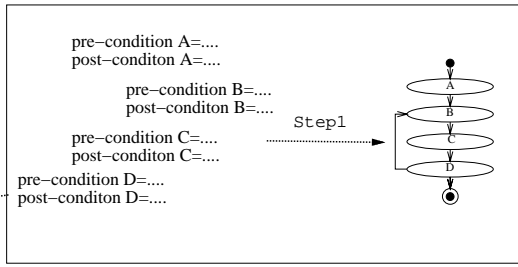 pre−condition A=....
post−conditon A=....
pre−condition B=....
post−conditon B=....
pre−condition C=....
post−conditon C=....
pre−condition D=....
post−conditon D=....
Step1
A
B
C
D